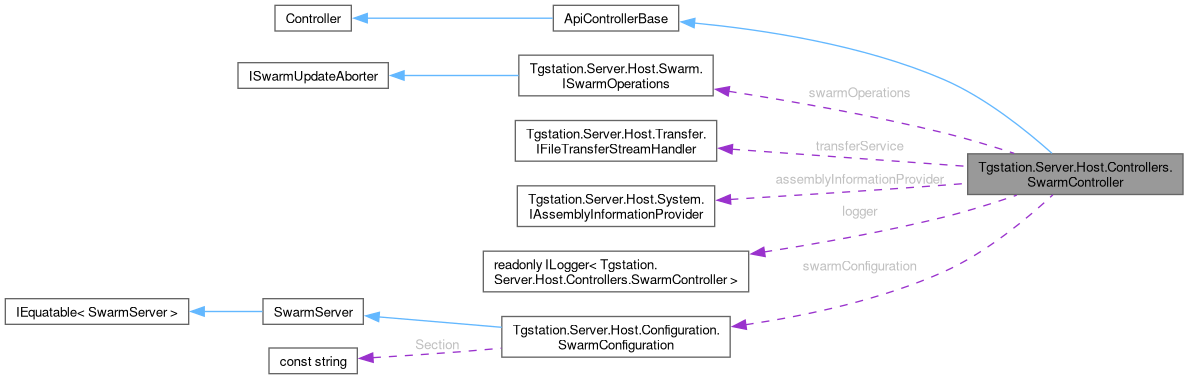 Controller
ApiControllerBase
ISwarmUpdateAborter
Tgstation.Server.Host.Swarm.
ISwarmOperations
swarmOperations
Tgstation.Server.Host.Transfer.
IFileTransferStreamHandler
transferService
Tgstation.Server.Host.Controllers.
SwarmController
assemblyInformationProvider
Tgstation.Server.Host.System.
IAssemblyInformationProvider
logger
readonly ILogger< Tgstation.
Server.Host.Controllers.SwarmController >
swarmConfiguration
IEquatable< SwarmServer >
SwarmServer
Tgstation.Server.Host.Configuration.
SwarmConfiguration
Section
const string